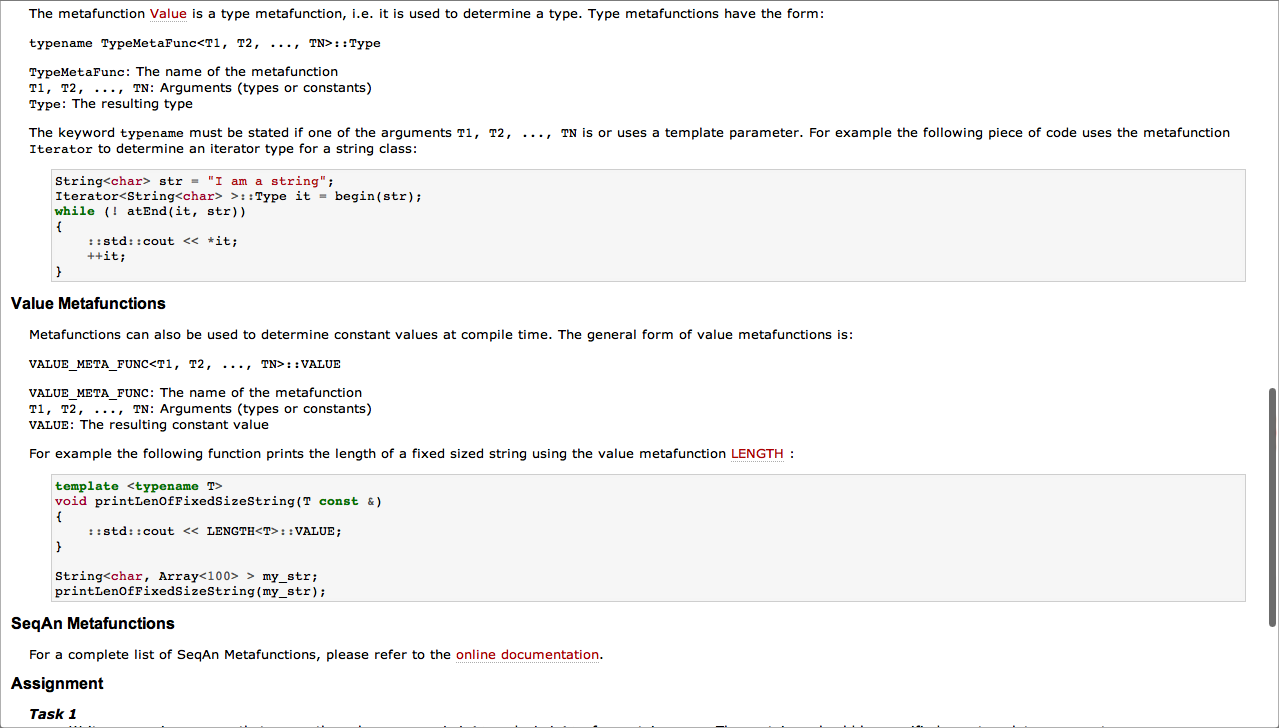 The metafunction Value is a type metafunction, i.e. it is used to determine a type. Type metafunctions have the form:
typename TypeMetaFunc<T1, T2, ..., TN>::Type
TypeMetaFunc: The name of the metafunction
T1, T2, ..., TN: Arguments (types or constants)
Type: The resulting type
The keyword typename must be stated if one of the arguments T1, T2, ..., TN is or uses a template parameter. For example the following piece of code uses the metafunction
Iterator to determine an iterator type for a string class:
String<char> str = "I am a string";
Iterator<String<char> >::Type it = begin(str);
while (! atEnd(it, str))
{
    ::std::cout << *it;
    ++it;
}
Value Metafunctions
Metafunctions can also be used to determine constant values at compile time. The general form of value metafunctions is:
VALUE_META_FUNC<T1, T2, ..., TN>::VALUE
VALUE_META_FUNC: The name of the metafunction
T1, T2, ..., TN: Arguments (types or constants)
VALUE: The resulting constant value
For example the following function prints the length of a fixed sized string using the value metafunction LENGTH :
template <typename T>
void printLenOfFixedSizeString(T const &)
{
    ::std::cout << LENGTH<T>::VALUE;
}
String<char, Array<100> > my_str;
printLenOfFixedSizeString(my_str);
SeqAn Metafunctions
For a complete list of SeqAn Metafunctions, please refer to the online documentation.
Assignment
Task 1